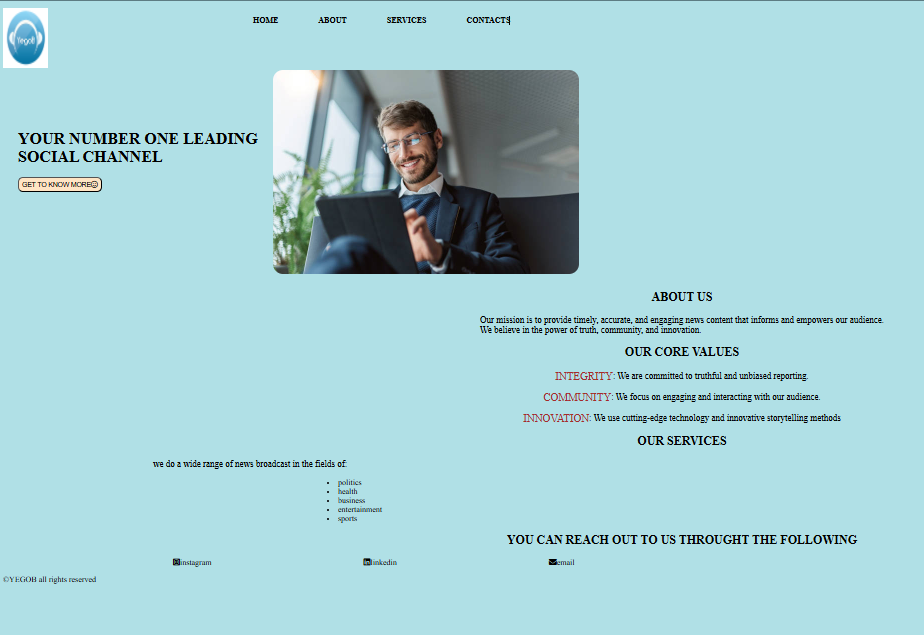 Yegob
HOME ABOUT SERVICES CONTACTS
YOUR NUMBER ONE LEADING
SOCIAL CHANNEL
GET TO KNOW MORE
ABOUT US
Our mission is to provide timely, accurate, and engaging news content that informs and empowers our audience.
We believe in the power of truth, community, and innovation.
OUR CORE VALUES
INTEGRITY: We are committed to truthful and unbiased reporting.
COMMUNITY: We focus on engaging and interacting with our audience.
INNOVATION: We use cutting-edge technology and innovative storytelling methods
OUR SERVICES
we do a wide range of news broadcast in the fields of:
• politics
• health
• business
• entertainment
• sports
YOU CAN REACH OUT TO US THROUGHT THE FOLLOWING
instagram linkedin email
©YEGOB all rights reserved